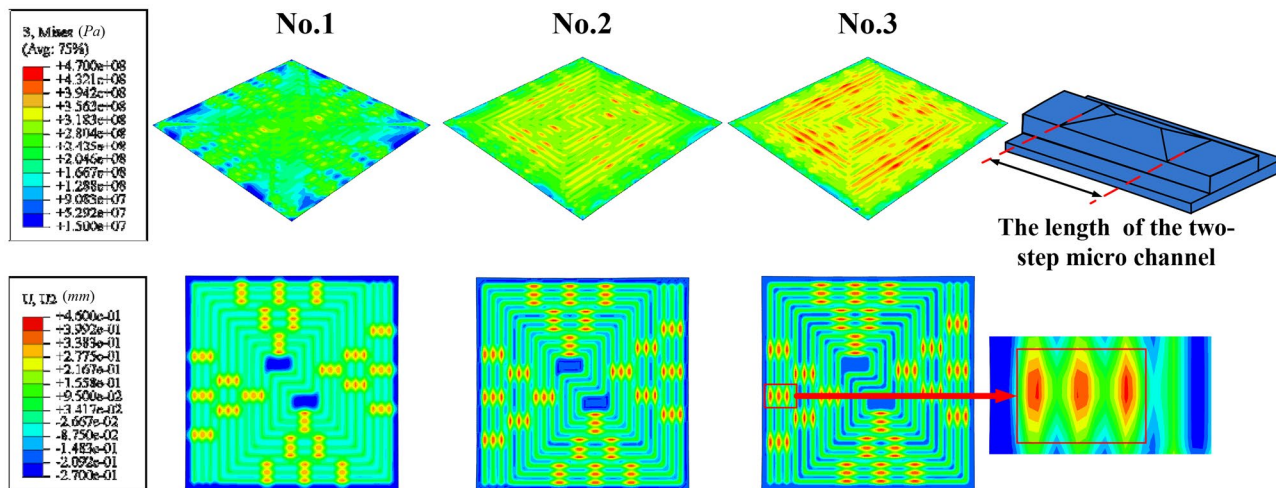 No.1
No.2
No.3
S, Mises (Pa)
(Avg: 75%)
+4.700e+08
+4.321e+08
+3.942e+08
+3.563e+08
+3.183e+08
+2.804e+08
+2.425e+08
+2.046e+08
+1.667e+08
+1.288e+08
+9.083e+07
+5.292e+07
+1.500e+07
The length of the two-
step micro channel
U, U2 (mm)
+4.600e-01
+3.992e-01
+3.383e-01
+2.775e-01
+2.167e-01
+1.558e-01
+9.500e-02
+3.417e-02
-2.667e-02
-8.750e-02
-1.483e-01
-2.092e-01
-2.700e-01